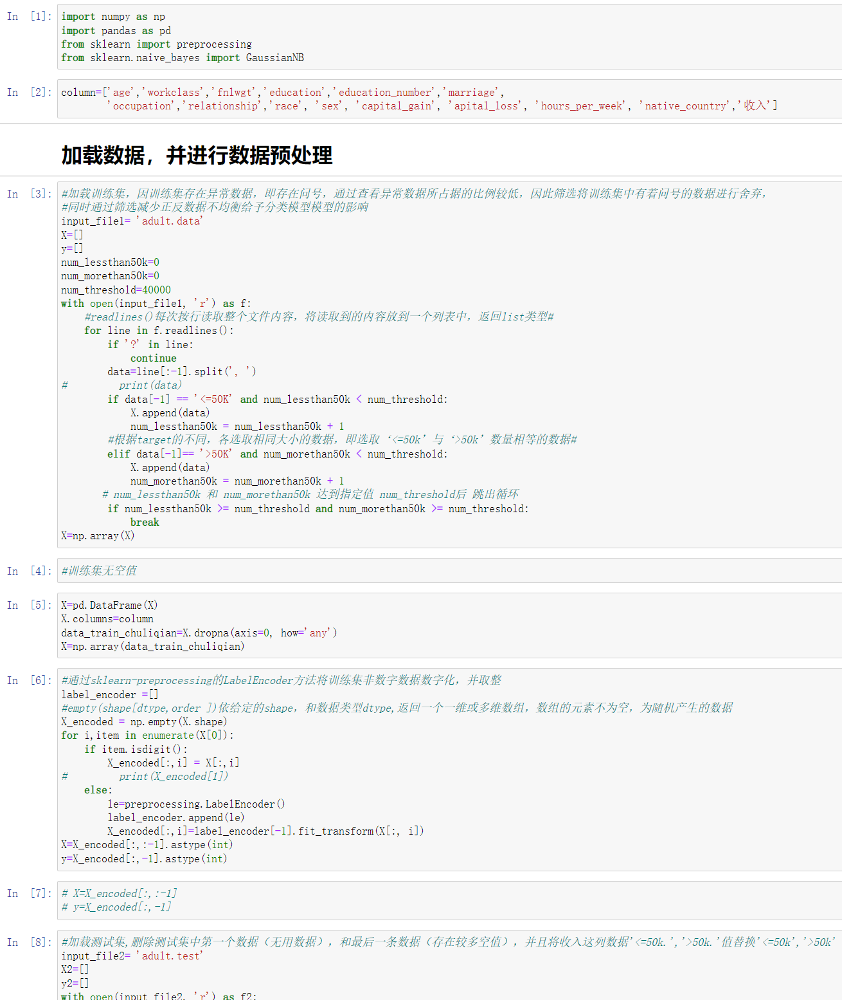 In [1]:
import numpy as np
import pandas as pd
from sklearn import preprocessing
from sklearn.naive_bayes import GaussianNB
In [2]:
column=['age','workclass','fnlwgt','education','education_number','marriage',
        'occupation','relationship','race', 'sex', 'capital_gain', 'apital_loss', 'hours_per_week', 'native_country','收入']
加载数据，并进行数据预处理
In [3]:
#加载训练集，因训练集存在异常数据，即存在问号，通过查看异常数据所占据的比例较低，因此筛选将训练集中有着问号的数据进行舍弃，
#同时通过筛选减少正反数据不均衡给予分类模型模型的影响
input_file1= 'adult.data'
X=[]
y=[]
num_lessthan50k=0
num_morethan50k=0
num_threshold=40000
with open(input_file1, 'r') as f:
    #readlines()每次按行读取整个文件内容，将读取到的内容放到一个列表中，返回list类型#
    for line in f.readlines():
        if '?' in line:
            continue
        data=line[:-1].split(', ')
#         print(data)
        if data[-1] == '<=50K' and num_lessthan50k < num_threshold:
            X.append(data)
            num_lessthan50k = num_lessthan50k + 1
        #根据target的不同，各选取相同大小的数据，即选取‘<=50k’与‘>50k’数量相等的数据#
        elif data[-1]== '>50K' and num_morethan50k < num_threshold:
            X.append(data)
            num_morethan50k = num_morethan50k + 1
       # num_lessthan50k 和 num_morethan50k 达到指定值 num_threshold后 跳出循环
        if num_lessthan50k >= num_threshold and num_morethan50k >= num_threshold:
            break
X=np.array(X)
In [4]:
#训练集无空值
In [5]:
X=pd.DataFrame(X)
X.columns=column
data_train_chuliqian=X.dropna(axis=0, how='any')
X=np.array(data_train_chuliqian)
In [6]:
#通过sklearn-preprocessing的LabelEncoder方法将训练集非数字数据数字化，并取整
label_encoder =[]
#empty(shape[dtype,order ])依给定的shape，和数据类型dtype,返回一个一维或多维数组，数组的元素不为空，为随机产生的数据
X_encoded = np.empty(X.shape)
for i,item in enumerate(X[0]):
    if item.isdigit():
        X_encoded[:,i] = X[:,i]
#         print(X_encoded[1])
    else:
        le=preprocessing.LabelEncoder()
        label_encoder.append(le)
        X_encoded[:,i]=label_encoder[-1].fit_transform(X[:, i])
X=X_encoded[:,:-1].astype(int)
y=X_encoded[:,-1].astype(int)
In [7]:
# X=X_encoded[:,:-1]
# y=X_encoded[:,-1]
In [8]:
#加载测试集,删除测试集中第一个数据（无用数据），和最后一条数据（存在较多空值），并且将收入这列数据'<=50k.','>50k.'值替换'<=50k','>50k'
input_file2= 'adult.test'
X2=[]
y2=[]
with open(input_file2, 'r') as f2: